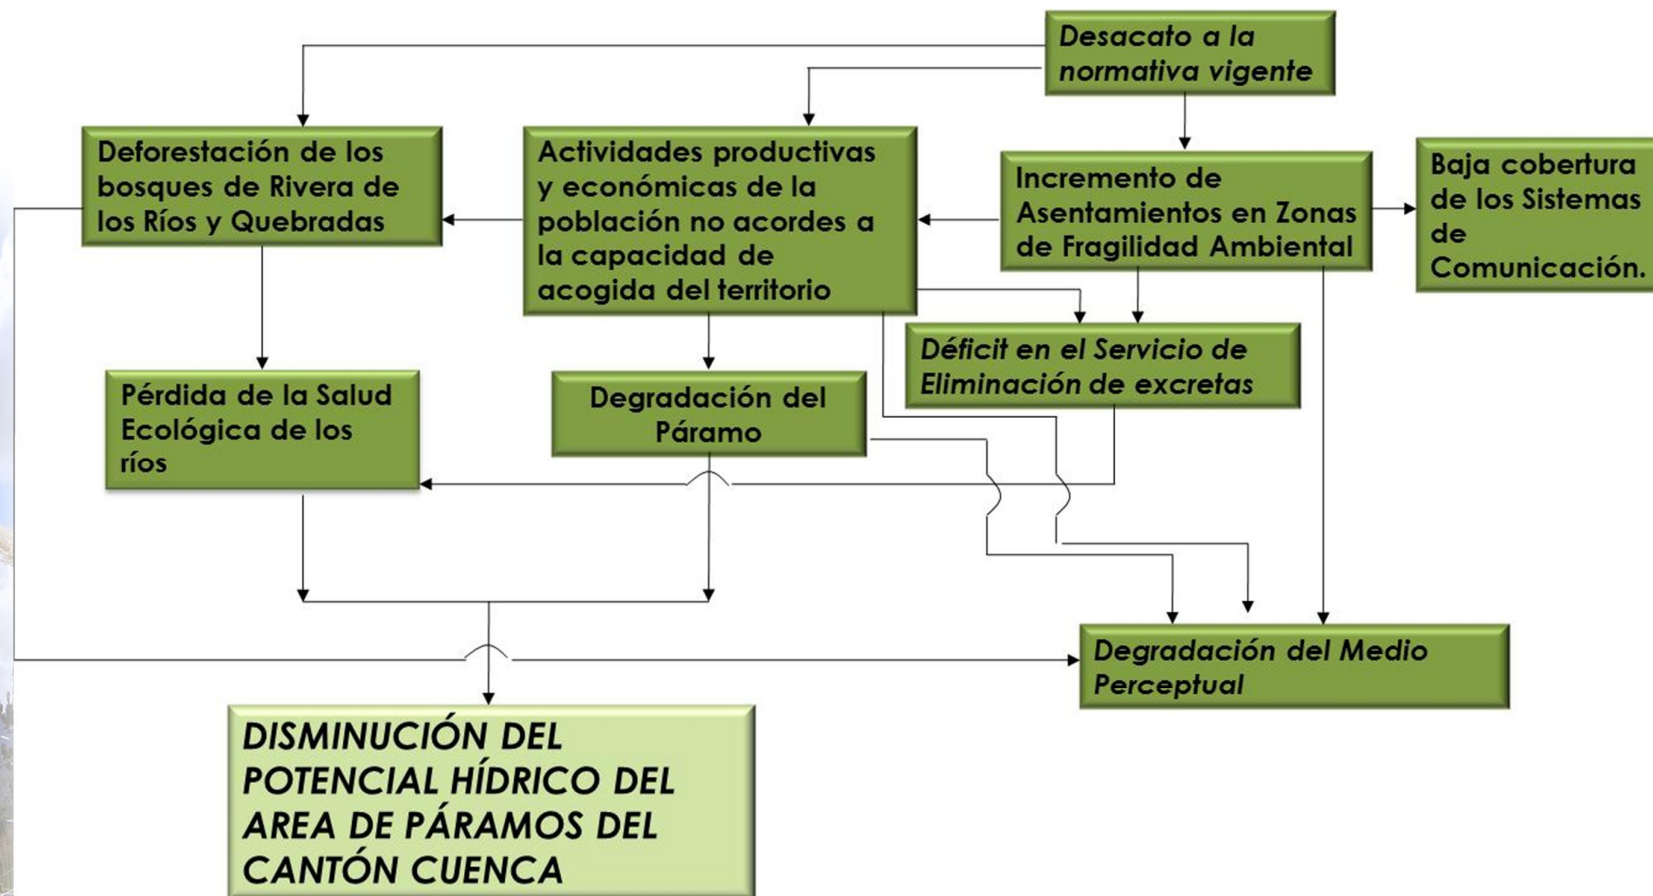 Desacato a la
normativa vigente
Deforestación de los
bosques de Rivera de
los Ríos y Quebradas
Actividades productivas
y económicas de la
población no acordes a
la capacidad de
acogida del territorio
Incremento de
Asentamientos en Zonas
de Fragilidad Ambiental
Baja cobertura
de los Sistemas
de
Comunicación.
Déficit en el Servicio de
Eliminación de excretas
Pérdida de la Salud
Ecológica de los
ríos
Degradación del
Páramo
Degradación del Medio
Perceptual
DISMINUCIÓN DEL
POTENCIAL HÍDRICO DEL
AREA DE PÁRAMOS DEL
CANTÓN CUENCA